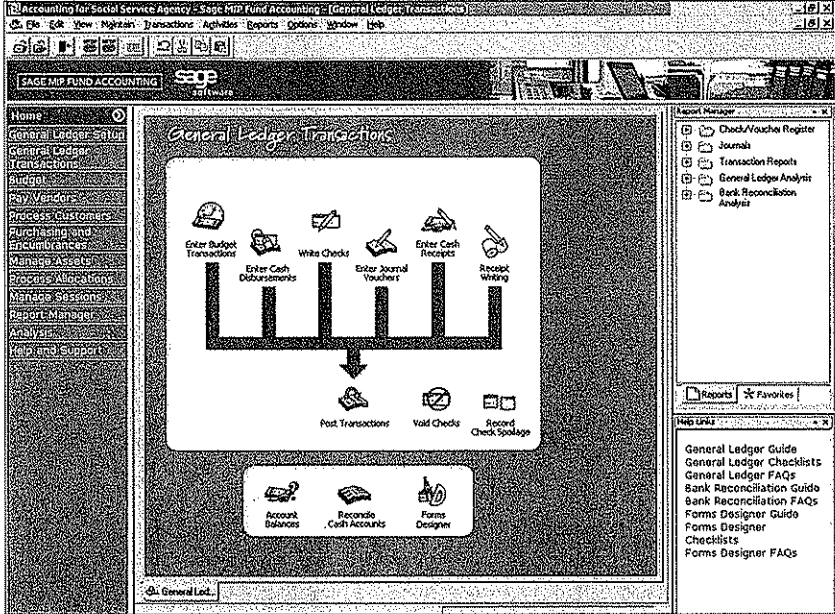 Accounting for Social Service Agency - Sage MIP Fund Accounting - [General Ledger Transactions]
File Edit View Maintain Transactions Activities Reports Options Window Help
SAGE MIP FUND ACCOUNTING
sage
software
Home
General Ledger Setup
General Ledger
Transactions
Budget
Pay Vendors
Process Customers
Purchasing and
Encumbrances
Manage Assets
Process Allocations
Manage Sessions
Report Manager
Analysis
Help and Support
General Ledger Transactions
Enter Budget
Transactions
Enter Cash
Disbursements
Write Checks
Enter Journal
Vouchers
Enter Cash
Receipts
Receipt
Writing
Post Transactions
Void Checks
Record
Check Spoilage
Account
Balances
Reconcile
Cash Accounts
Forms
Designer
General Led...
Report Manager
Check/Voucher Register
Journals
Transaction Reports
General Ledger Analysis
Bank Reconciliation
Analysis
Reports
Favorites
Help Links
General Ledger Guide
General Ledger Checklists
General Ledger FAQs
Bank Reconciliation Guide
Bank Reconciliation FAQs
Forms Designer Guide
Forms Designer
Checklists
Forms Designer FAQs